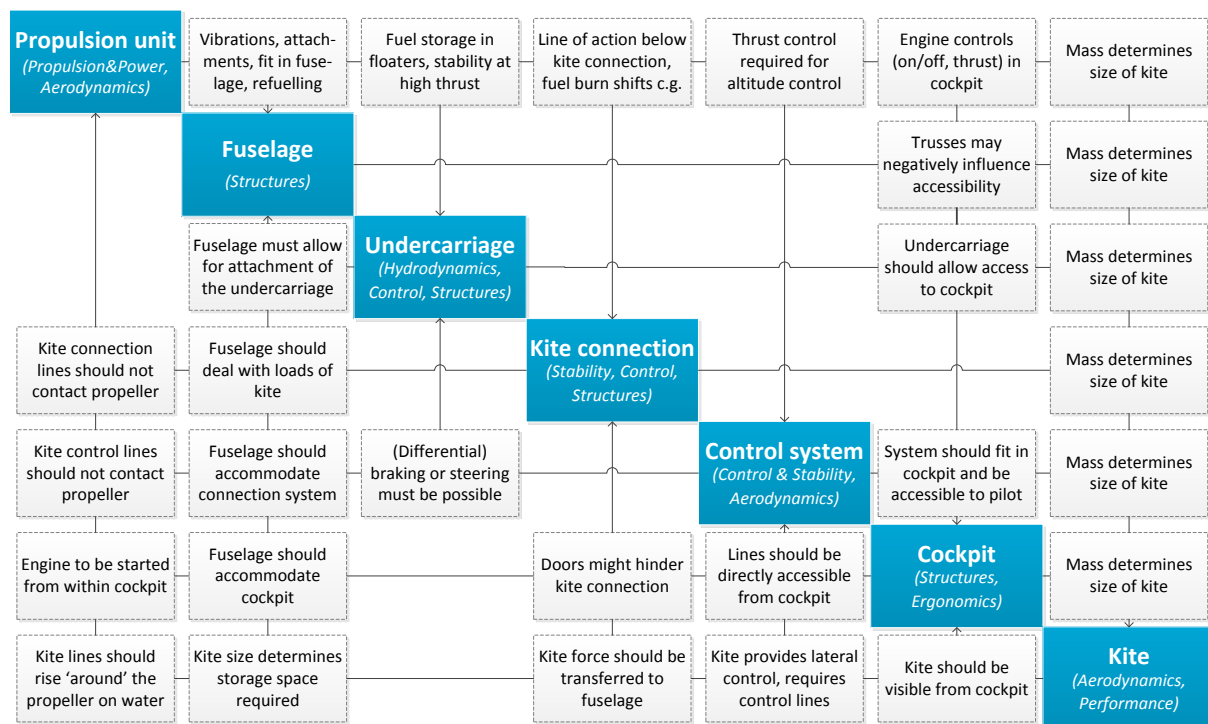 Propulsion unit
(Propulsion&Power,
Aerodynamics)
Vibrations, attach-
ments, fit in fuse-
lage, refuelling
Fuel storage in
floaters, stability at
high thrust
Line of action below
kite connection,
fuel burn shifts c.g.
Thrust control
required for
altitude control
Engine controls
(on/off, thrust) in
cockpit
Mass determines
size of kite
Fuselage
(Structures)
Trusses may
negatively influence
accessibility
Mass determines
size of kite
Fuselage must allow
for attachment of
the undercarriage
Undercarriage
(Hydrodynamics,
Control, Structures)
Undercarriage
should allow access
to cockpit
Mass determines
size of kite
Kite connection
lines should not
contact propeller
Fuselage should
deal with loads of
kite
Kite connection
(Stability, Control,
Structures)
Mass determines
size of kite
Kite control lines
should not contact
propeller
Fuselage should
accommodate
connection system
(Differential)
braking or steering
must be possible
Control system
(Control & Stability,
Aerodynamics)
System should fit in
cockpit and be
accessible to pilot
Mass determines
size of kite
Engine to be started
from within cockpit
Fuselage should
accommodate
cockpit
Doors might hinder
kite connection
Lines should be
directly accessible
from cockpit
Cockpit
(Structures,
Ergonomics)
Mass determines
size of kite
Kite lines should
rise ‘around’ the
propeller on water
Kite size determines
storage space
required
Kite force should be
transferred to
fuselage
Kite provides lateral
control, requires
control lines
Kite should be
visible from cockpit
Kite
(Aerodynamics,
Performance)